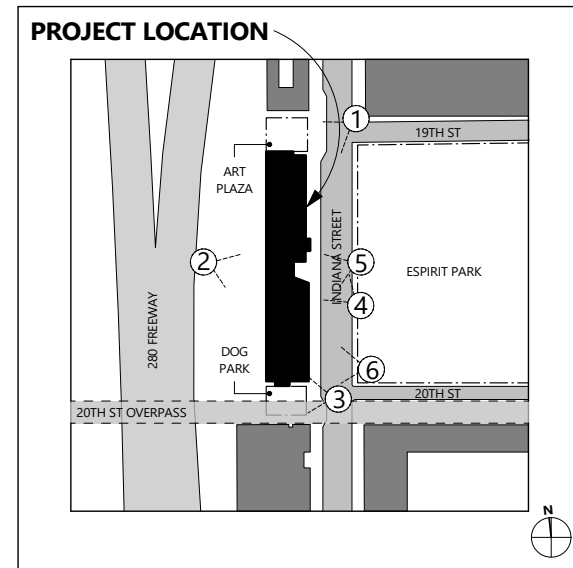 PROJECT LOCATION
1
19TH ST
ART
PLAZA
INDIANA STREET
2
5
ESPIRIT PARK
4
280 FREEWAY
DOG
PARK
6
3
20TH ST
20TH ST OVERPASS
N